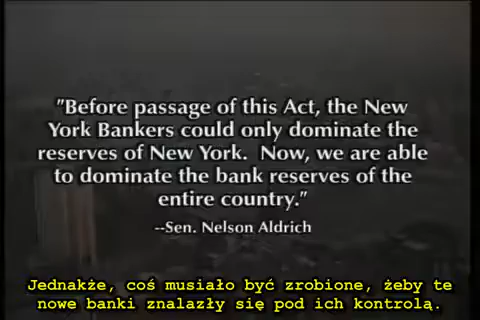 "Before passage of this Act, the New
York Bankers could only dominate the
reserves of New York.  Now, we are able
to dominate the bank reserves of the
entire country."
--Sen. Nelson Aldrich
Jednakże, coś musiało być zrobione, żeby te
nowe banki znalazły się pod ich kontrolą.